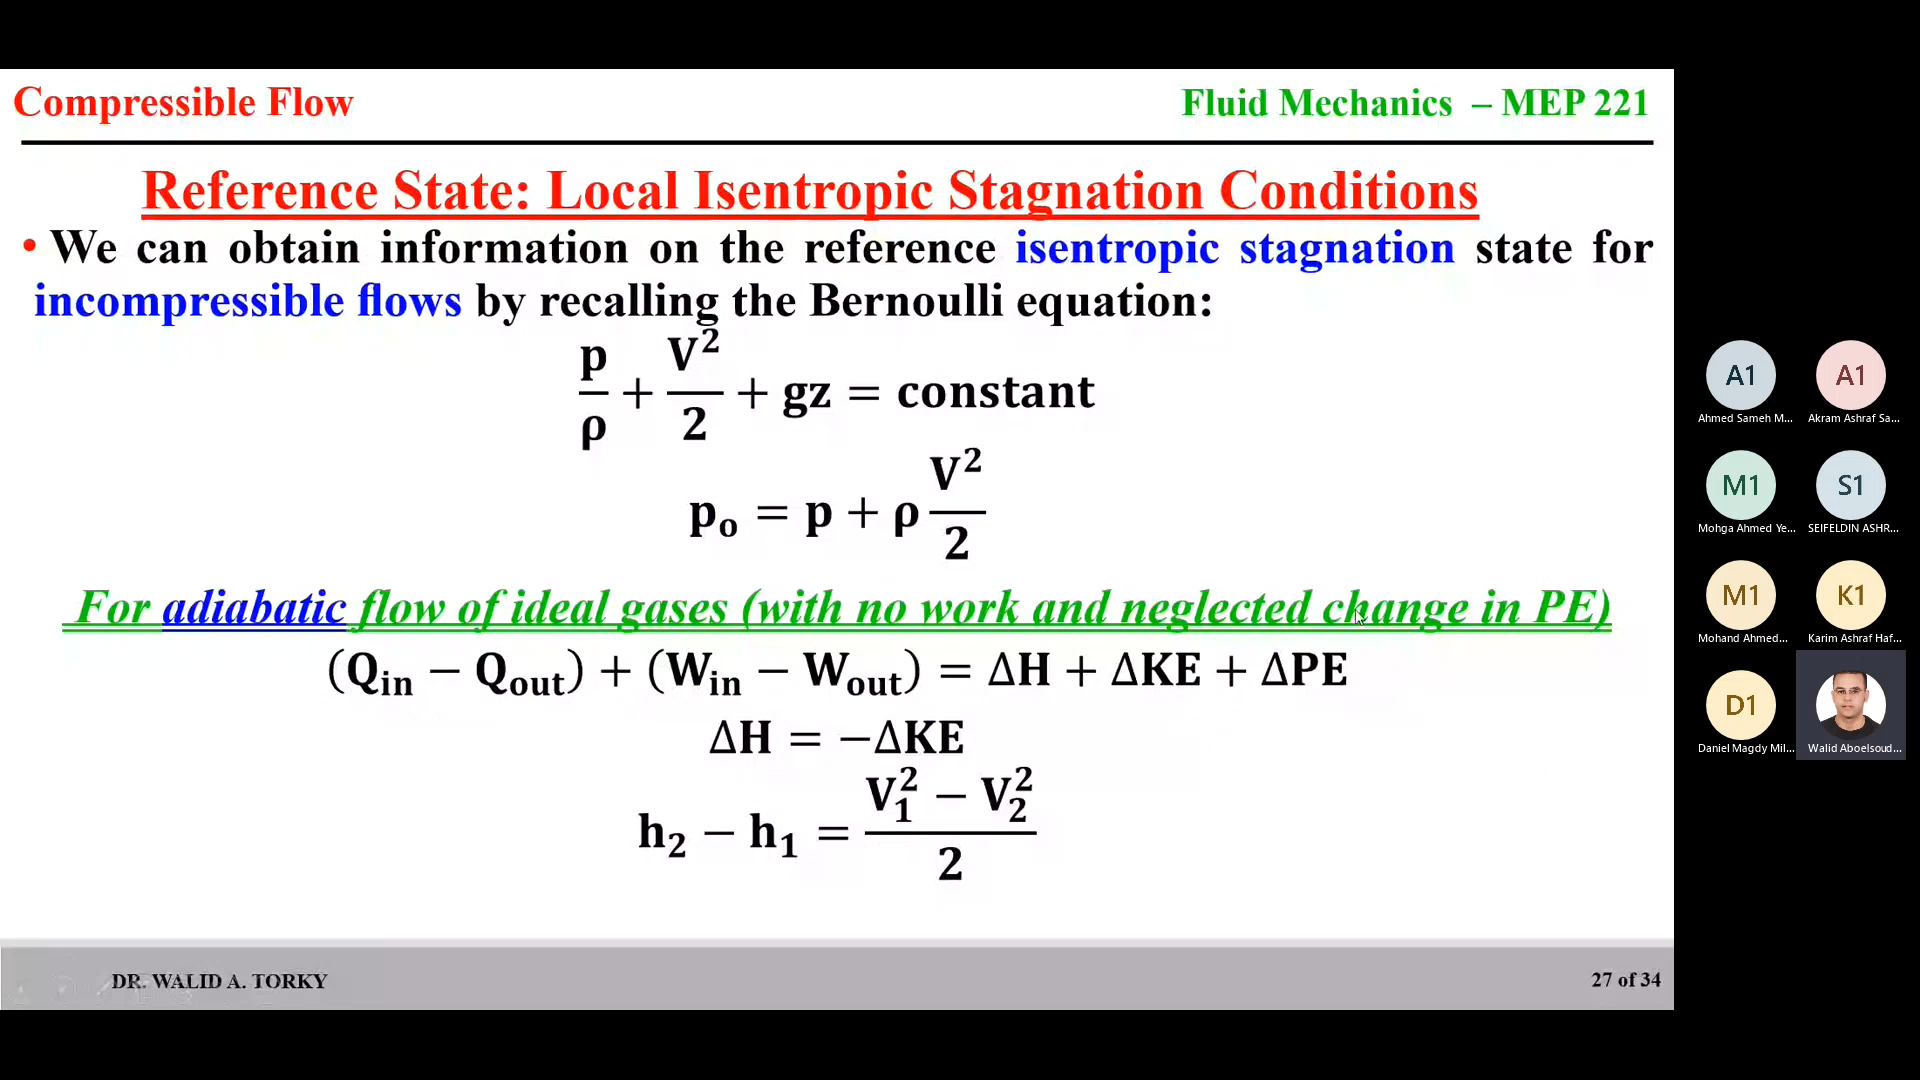 Compressible Flow
Fluid Mechanics – MEP 221
Reference State: Local Isentropic Stagnation Conditions
• We can obtain information on the reference isentropic stagnation state for
incompressible flows by recalling the Bernoulli equation:
p/ρ + V²/2 + gz = constant
pₒ = p + ρ V²/2
For adiabatic flow of ideal gases (with no work and neglected change in PE)
(Q_in − Q_out) + (W_in − W_out) = ΔH + ΔKE + ΔPE
ΔH = −ΔKE
h₂ − h₁ = (V₁² − V₂²)/2
DR. WALID A. TORKY
27 of 34
A1
A1
Ahmed Sameh M...
Akram Ashraf Sa...
M1
S1
Mohga Ahmed Ye...
SEIFELDIN ASHR...
M1
K1
Mohand Ahmed...
Karim Ashraf Haf...
D1
Daniel Magdy Mil...
Walid Aboelsoud...